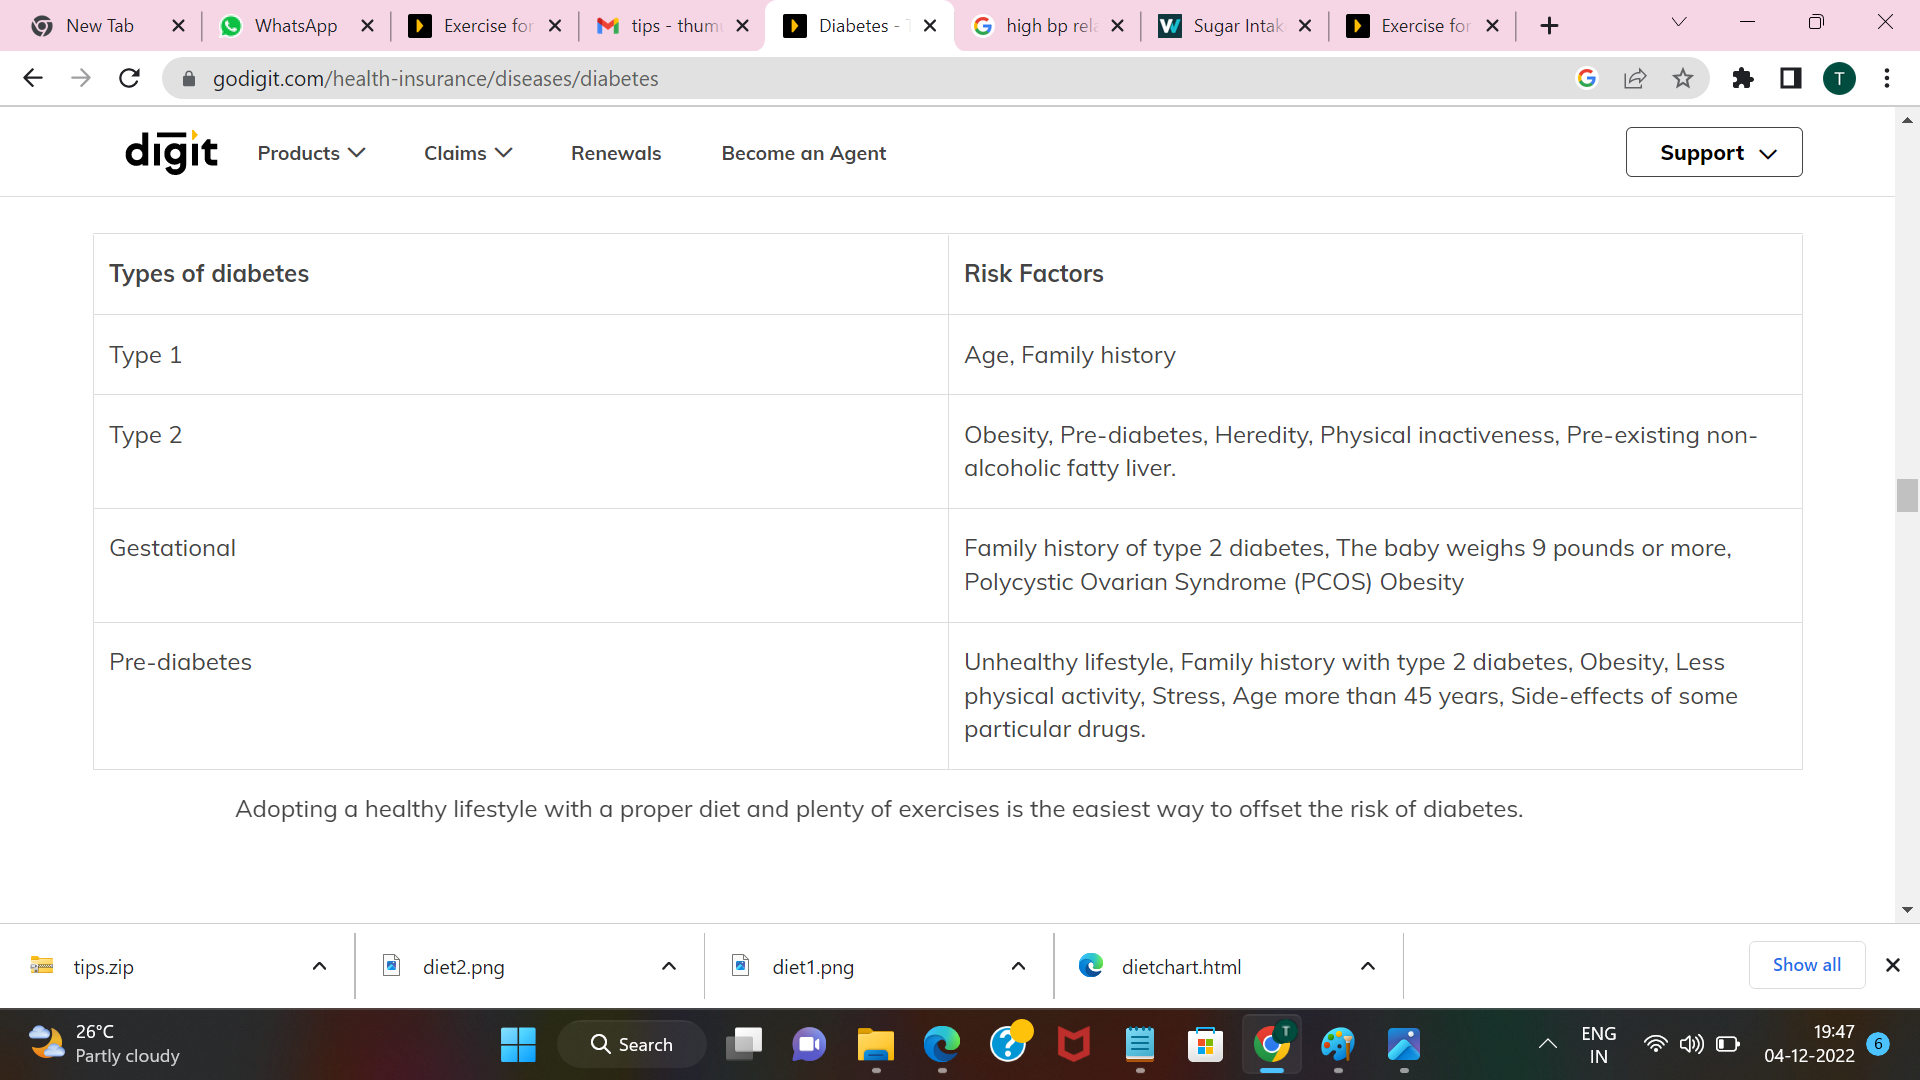 New Tab WhatsApp Exercise for tips - thum Diabetes - high bp rel Sugar Intak Exercise for
godigit.com/health-insurance/diseases/diabetes T
digit Products Claims Renewals Become an Agent Support
Types of diabetes Risk Factors
Type 1 Age, Family history
Type 2 Obesity, Pre-diabetes, Heredity, Physical inactiveness, Pre-existing non-
alcoholic fatty liver.
Gestational Family history of type 2 diabetes, The baby weighs 9 pounds or more,
Polycystic Ovarian Syndrome (PCOS) Obesity
Pre-diabetes Unhealthy lifestyle, Family history with type 2 diabetes, Obesity, Less
physical activity, Stress, Age more than 45 years, Side-effects of some
particular drugs.
Adopting a healthy lifestyle with a proper diet and plenty of exercises is the easiest way to offset the risk of diabetes.
tips.zip diet2.png diet1.png dietchart.html Show all
26°C
Partly cloudy
Search
T
ENG
IN
19:47
04-12-2022
6